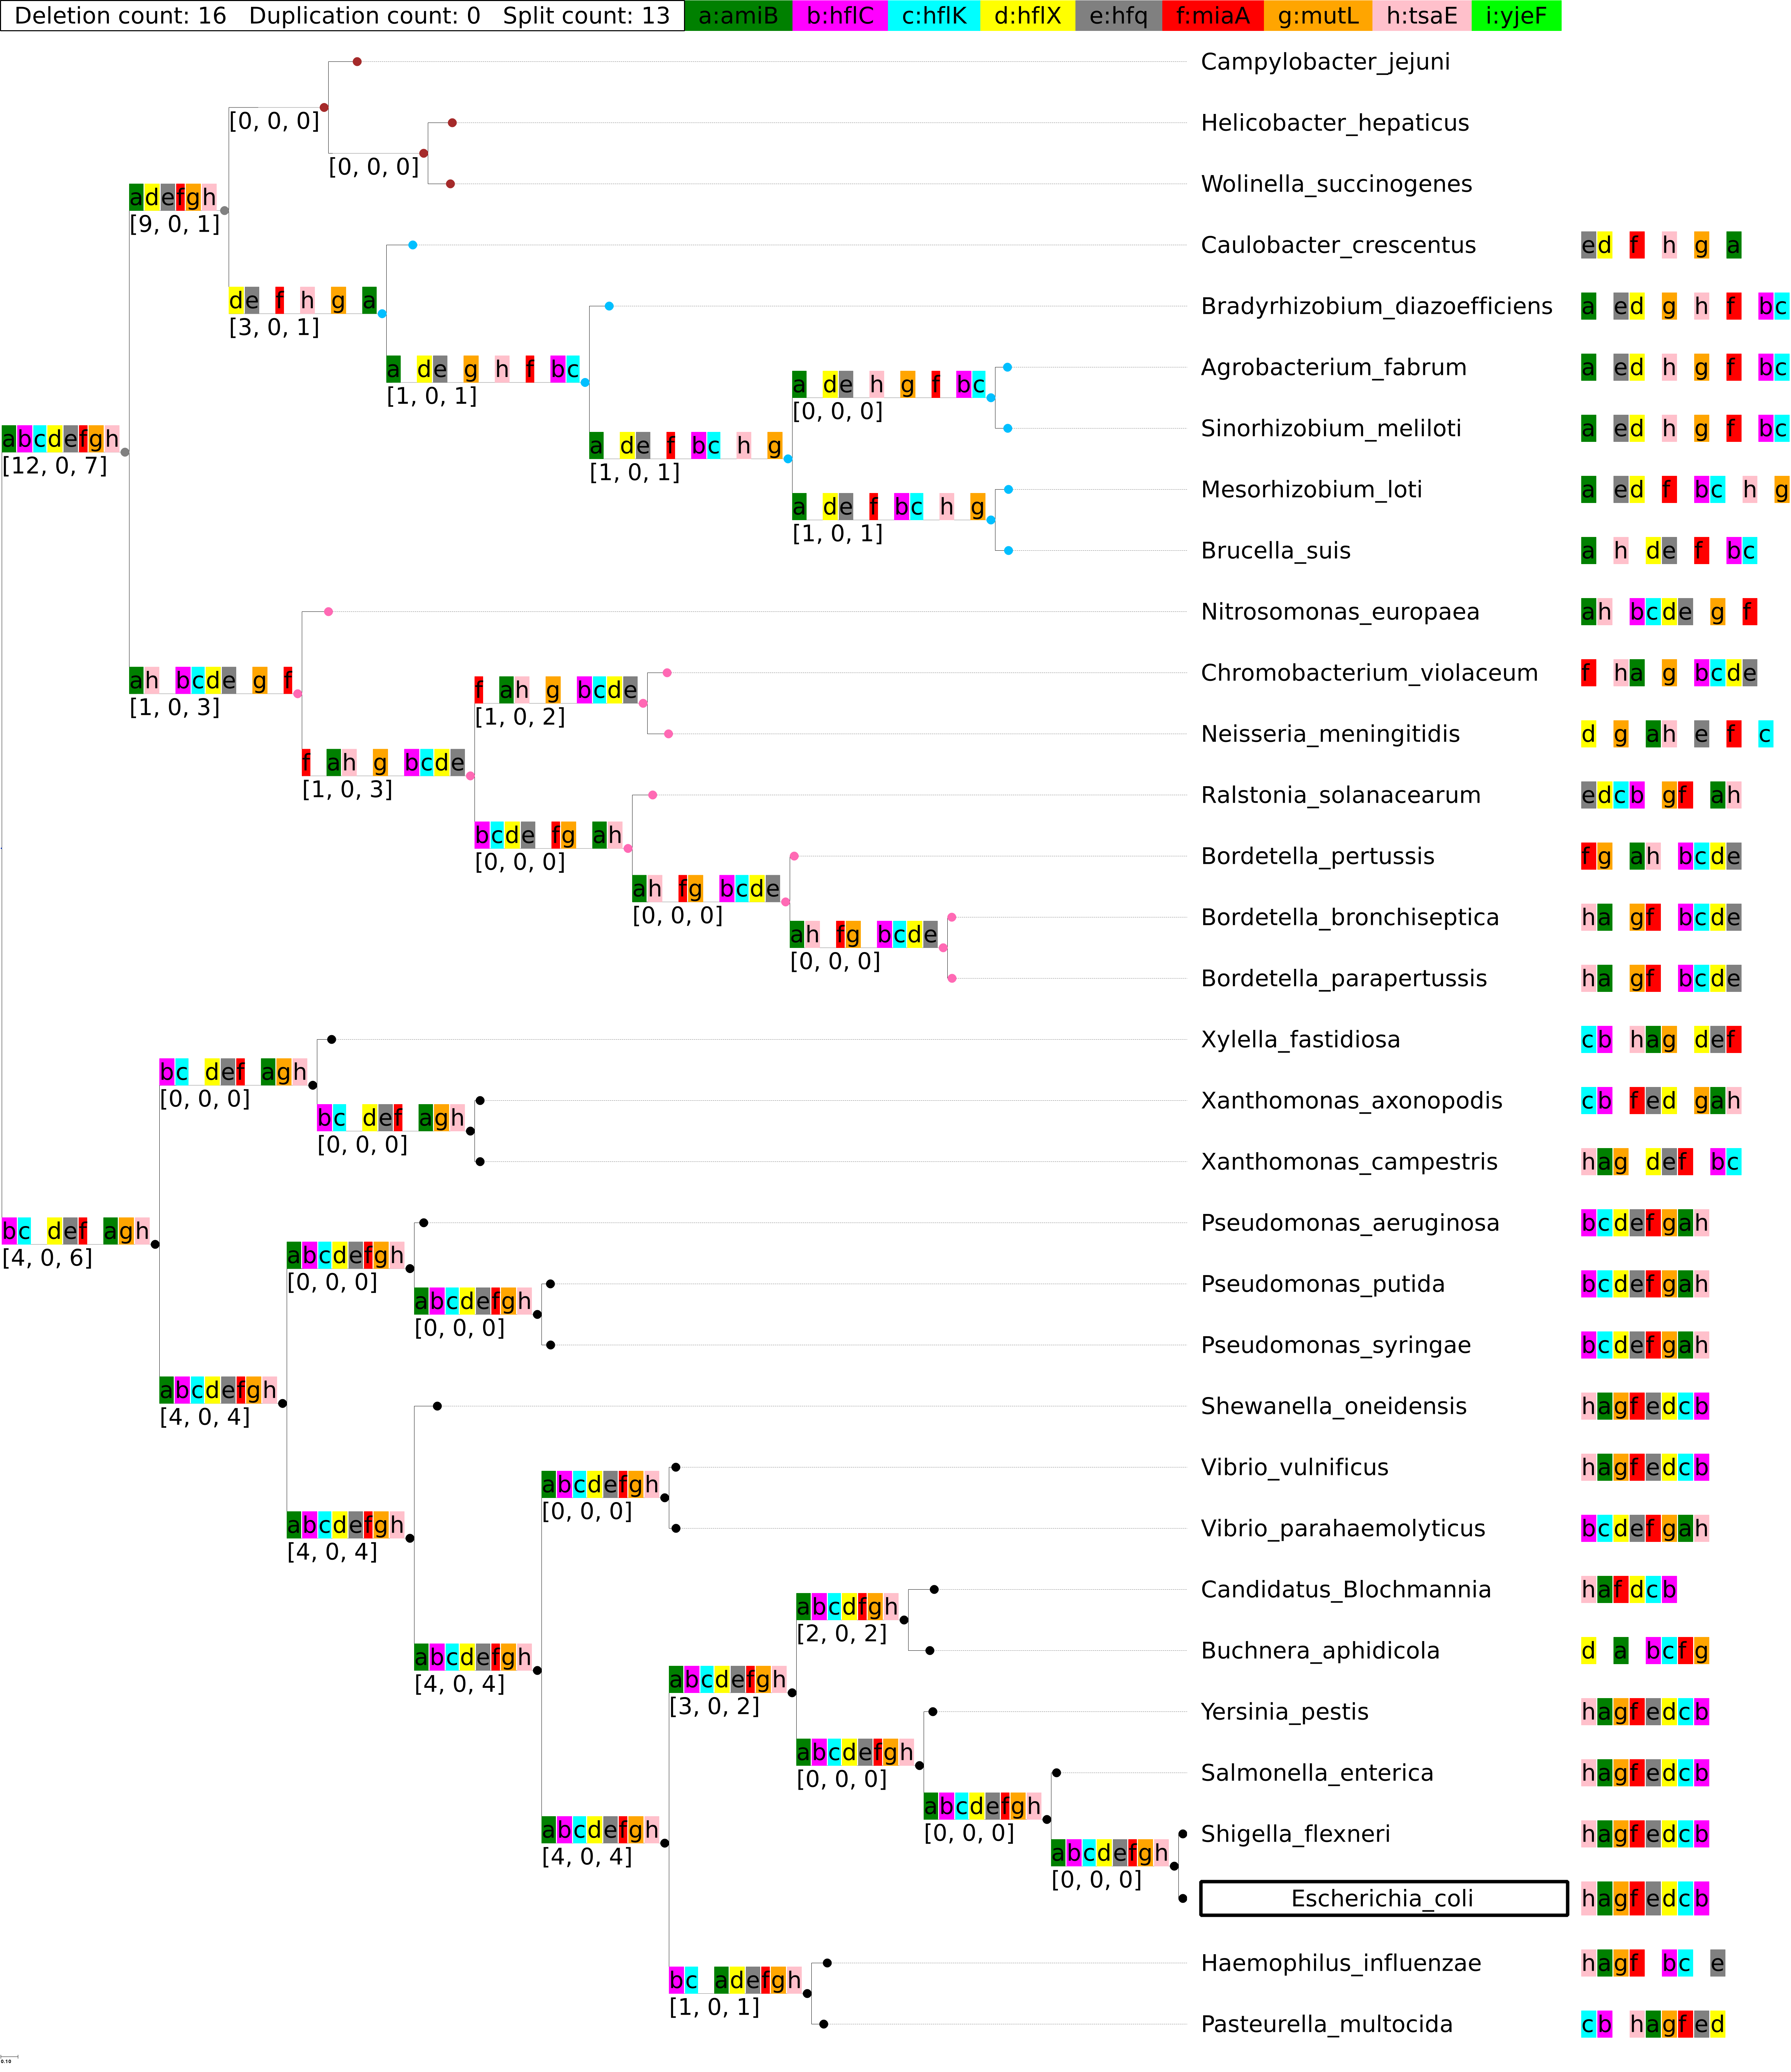 Deletion count: 16 Duplication count: 0 Split count: 13 a:amiB b:hflC c:hflK d:hflX e:hfq f:miaA g:mutL h:tsaE i:yjeF
Campylobacter_jejuni
[0, 0, 0]
Helicobacter_hepaticus
[0, 0, 0]
Wolinella_succinogenes
adefgh
[9, 0, 1]
Caulobacter_crescentus ed f h g a
de f h g a
[3, 0, 1]
Bradyrhizobium_diazoefficiens a ed g h f bc
a de g h f bc
[1, 0, 1]
Agrobacterium_fabrum a ed h g f bc
a de h g f bc
[0, 0, 0]
Sinorhizobium_meliloti a ed h g f bc
abcdefgh
[12, 0, 7]
a de f bc h g
[1, 0, 1]
Mesorhizobium_loti a ed f bc h g
a de f bc h g
[1, 0, 1]
Brucella_suis a h de f bc
Nitrosomonas_europaea ah bcde g f
Chromobacterium_violaceum f ha g bcde
ah bcde g f
[1, 0, 3]
f ah g bcde
[1, 0, 2]
Neisseria_meningitidis d g ah e f c
f ah g bcde
[1, 0, 3]
Ralstonia_solanacearum edcb gf ah
bcde fg ah
[0, 0, 0]
Bordetella_pertussis fg ah bcde
ah fg bcde
[0, 0, 0]
Bordetella_bronchiseptica ha gf bcde
ah fg bcde
[0, 0, 0]
Bordetella_parapertussis ha gf bcde
Xylella_fastidiosa cb hag def
bc def agh
[0, 0, 0]
Xanthomonas_axonopodis cb fed gah
bc def agh
[0, 0, 0]
Xanthomonas_campestris hag def bc
Pseudomonas_aeruginosa bcdefgah
bc def agh
[4, 0, 6]
abcdefgh
[0, 0, 0]
Pseudomonas_putida bcdefgah
abcdefgh
[0, 0, 0]
Pseudomonas_syringae bcdefgah
abcdefgh
[4, 0, 4]
Shewanella_oneidensis hagfedcb
Vibrio_vulnificus hagfedcb
abcdefgh
[0, 0, 0]
Vibrio_parahaemolyticus bcdefgah
abcdefgh
[4, 0, 4]
Candidatus_Blochmannia hafdcb
abcdfgh
[2, 0, 2]
Buchnera_aphidicola d a bcfg
abcdefgh
[4, 0, 4]
abcdefgh
[3, 0, 2]
Yersinia_pestis hagfedcb
abcdefgh
[0, 0, 0]
Salmonella_enterica hagfedcb
abcdefgh
[0, 0, 0]
Shigella_flexneri hagfedcb
abcdefgh
[4, 0, 4]
abcdefgh
[0, 0, 0]
Escherichia_coli hagfedcb
Haemophilus_influenzae hagf bc e
bc adefgh
[1, 0, 1]
Pasteurella_multocida cb hagfed
0.10